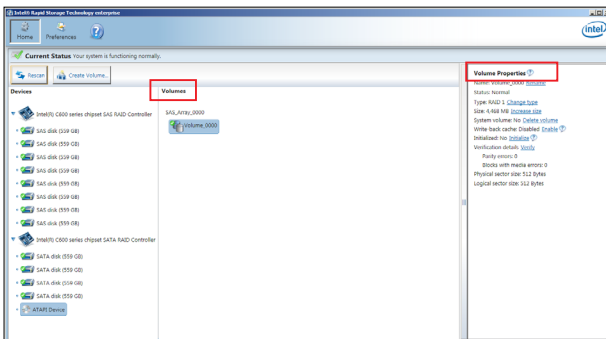 Intel® Rapid Storage Technology enterprise
Home
Preferences
intel
Current Status Your system is functioning normally.
Rescan
Create Volume...
Devices
Intel(R) C600 series chipset SAS RAID Controller
SAS disk (559 GB)
SAS disk (559 GB)
SAS disk (559 GB)
SAS disk (559 GB)
SAS disk (559 GB)
SAS disk (559 GB)
SAS disk (559 GB)
SAS disk (559 GB)
Intel(R) C600 series chipset SATA RAID Controller
SATA disk (559 GB)
SATA disk (559 GB)
SATA disk (559 GB)
SATA disk (559 GB)
ATAPI Device
Volumes
SAS_Array_0000
Volume_0000
Volume Properties ?
Name: Volume_0000 Rename
Status: Normal
Type: RAID 1 Change type
Size: 4,468 MB Increase size
System volume: No Delete volume
Write-back cache: Disabled Enable ?
Initialized: No Initialize ?
Verification details Verify
Parity errors: 0
Blocks with media errors: 0
Physical sector size: 512 Bytes
Logical sector size: 512 Bytes